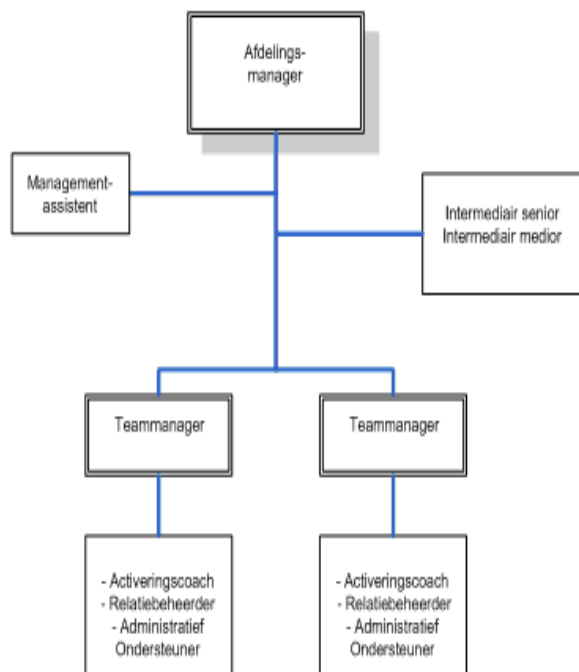 Afdelings-
manager
Management-
assistent
Intermediair senior
Intermediair medior
Teammanager
Teammanager
- Activeringscoach
- Relatiebeheerder
- Administratief
Ondersteuner
- Activeringscoach
- Relatiebeheerder
- Administratief
Ondersteuner